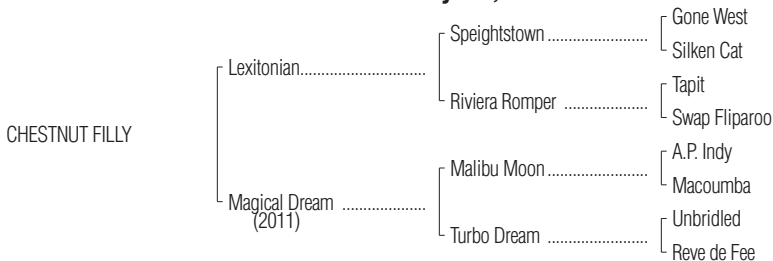 Gone West
Speightstown
Silken Cat
Lexitonian
Tapit
Riviera Romper
Swap Fliparoo
CHESTNUT FILLY
A.P. Indy
Malibu Moon
Macoumba
Magical Dream
(2011)
Unbridled
Turbo Dream
Reve de Fee